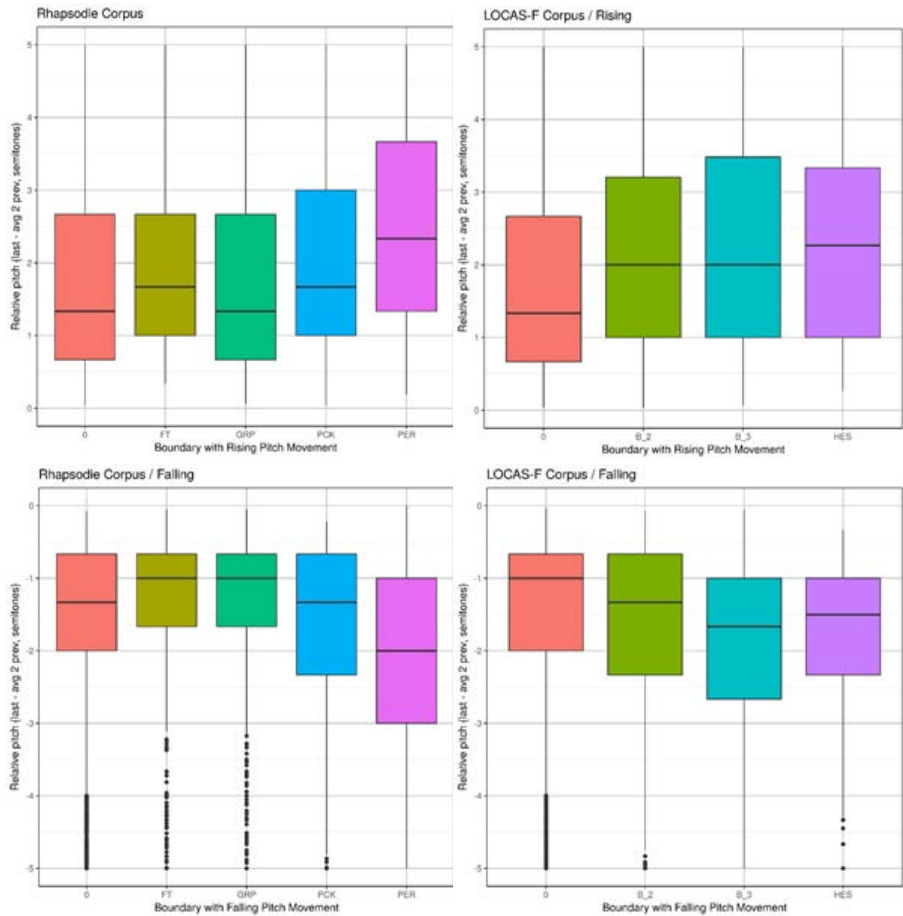 Rhapsodie Corpus
5
4
3
2
1
0
Relative pitch (last - avg 2 prev, semitones)
0 FT GRP PCK PER
Boundary with Rising Pitch Movement
LOCAS-F Corpus / Rising
5
4
3
2
1
0
Relative pitch (last - avg 2 prev, semitones)
0 B_2 B_3 HES
Boundary with Rising Pitch Movement
Rhapsodie Corpus / Falling
0
-1
-2
-3
-4
-5
Relative pitch (last - avg 2 prev, semitones)
0 FT GRP PCK PER
Boundary with Falling Pitch Movement
LOCAS-F Corpus / Falling
0
-1
-2
-3
-4
-5
Relative pitch (last - avg 2 prev, semitones)
0 B_2 B_3 HES
Boundary with Falling Pitch Movement